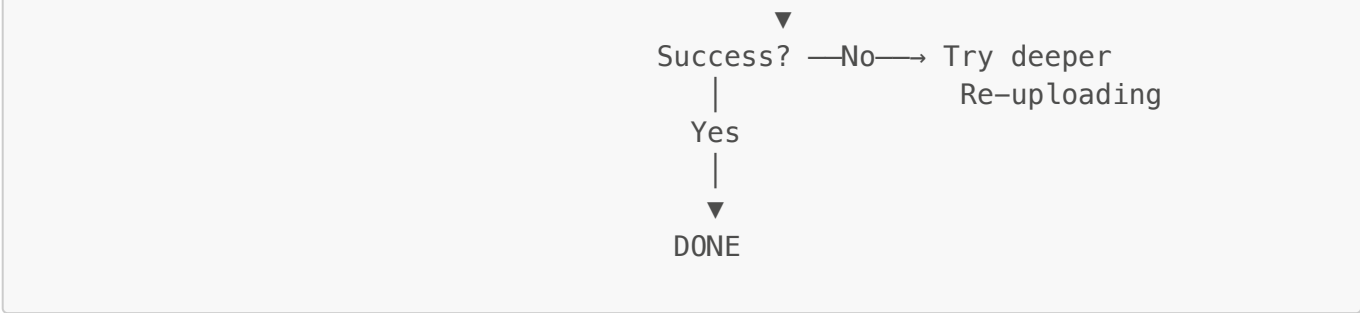 ▼
Success? ──No──→ Try deeper
│ Re-uploading
Yes
│
▼
DONE